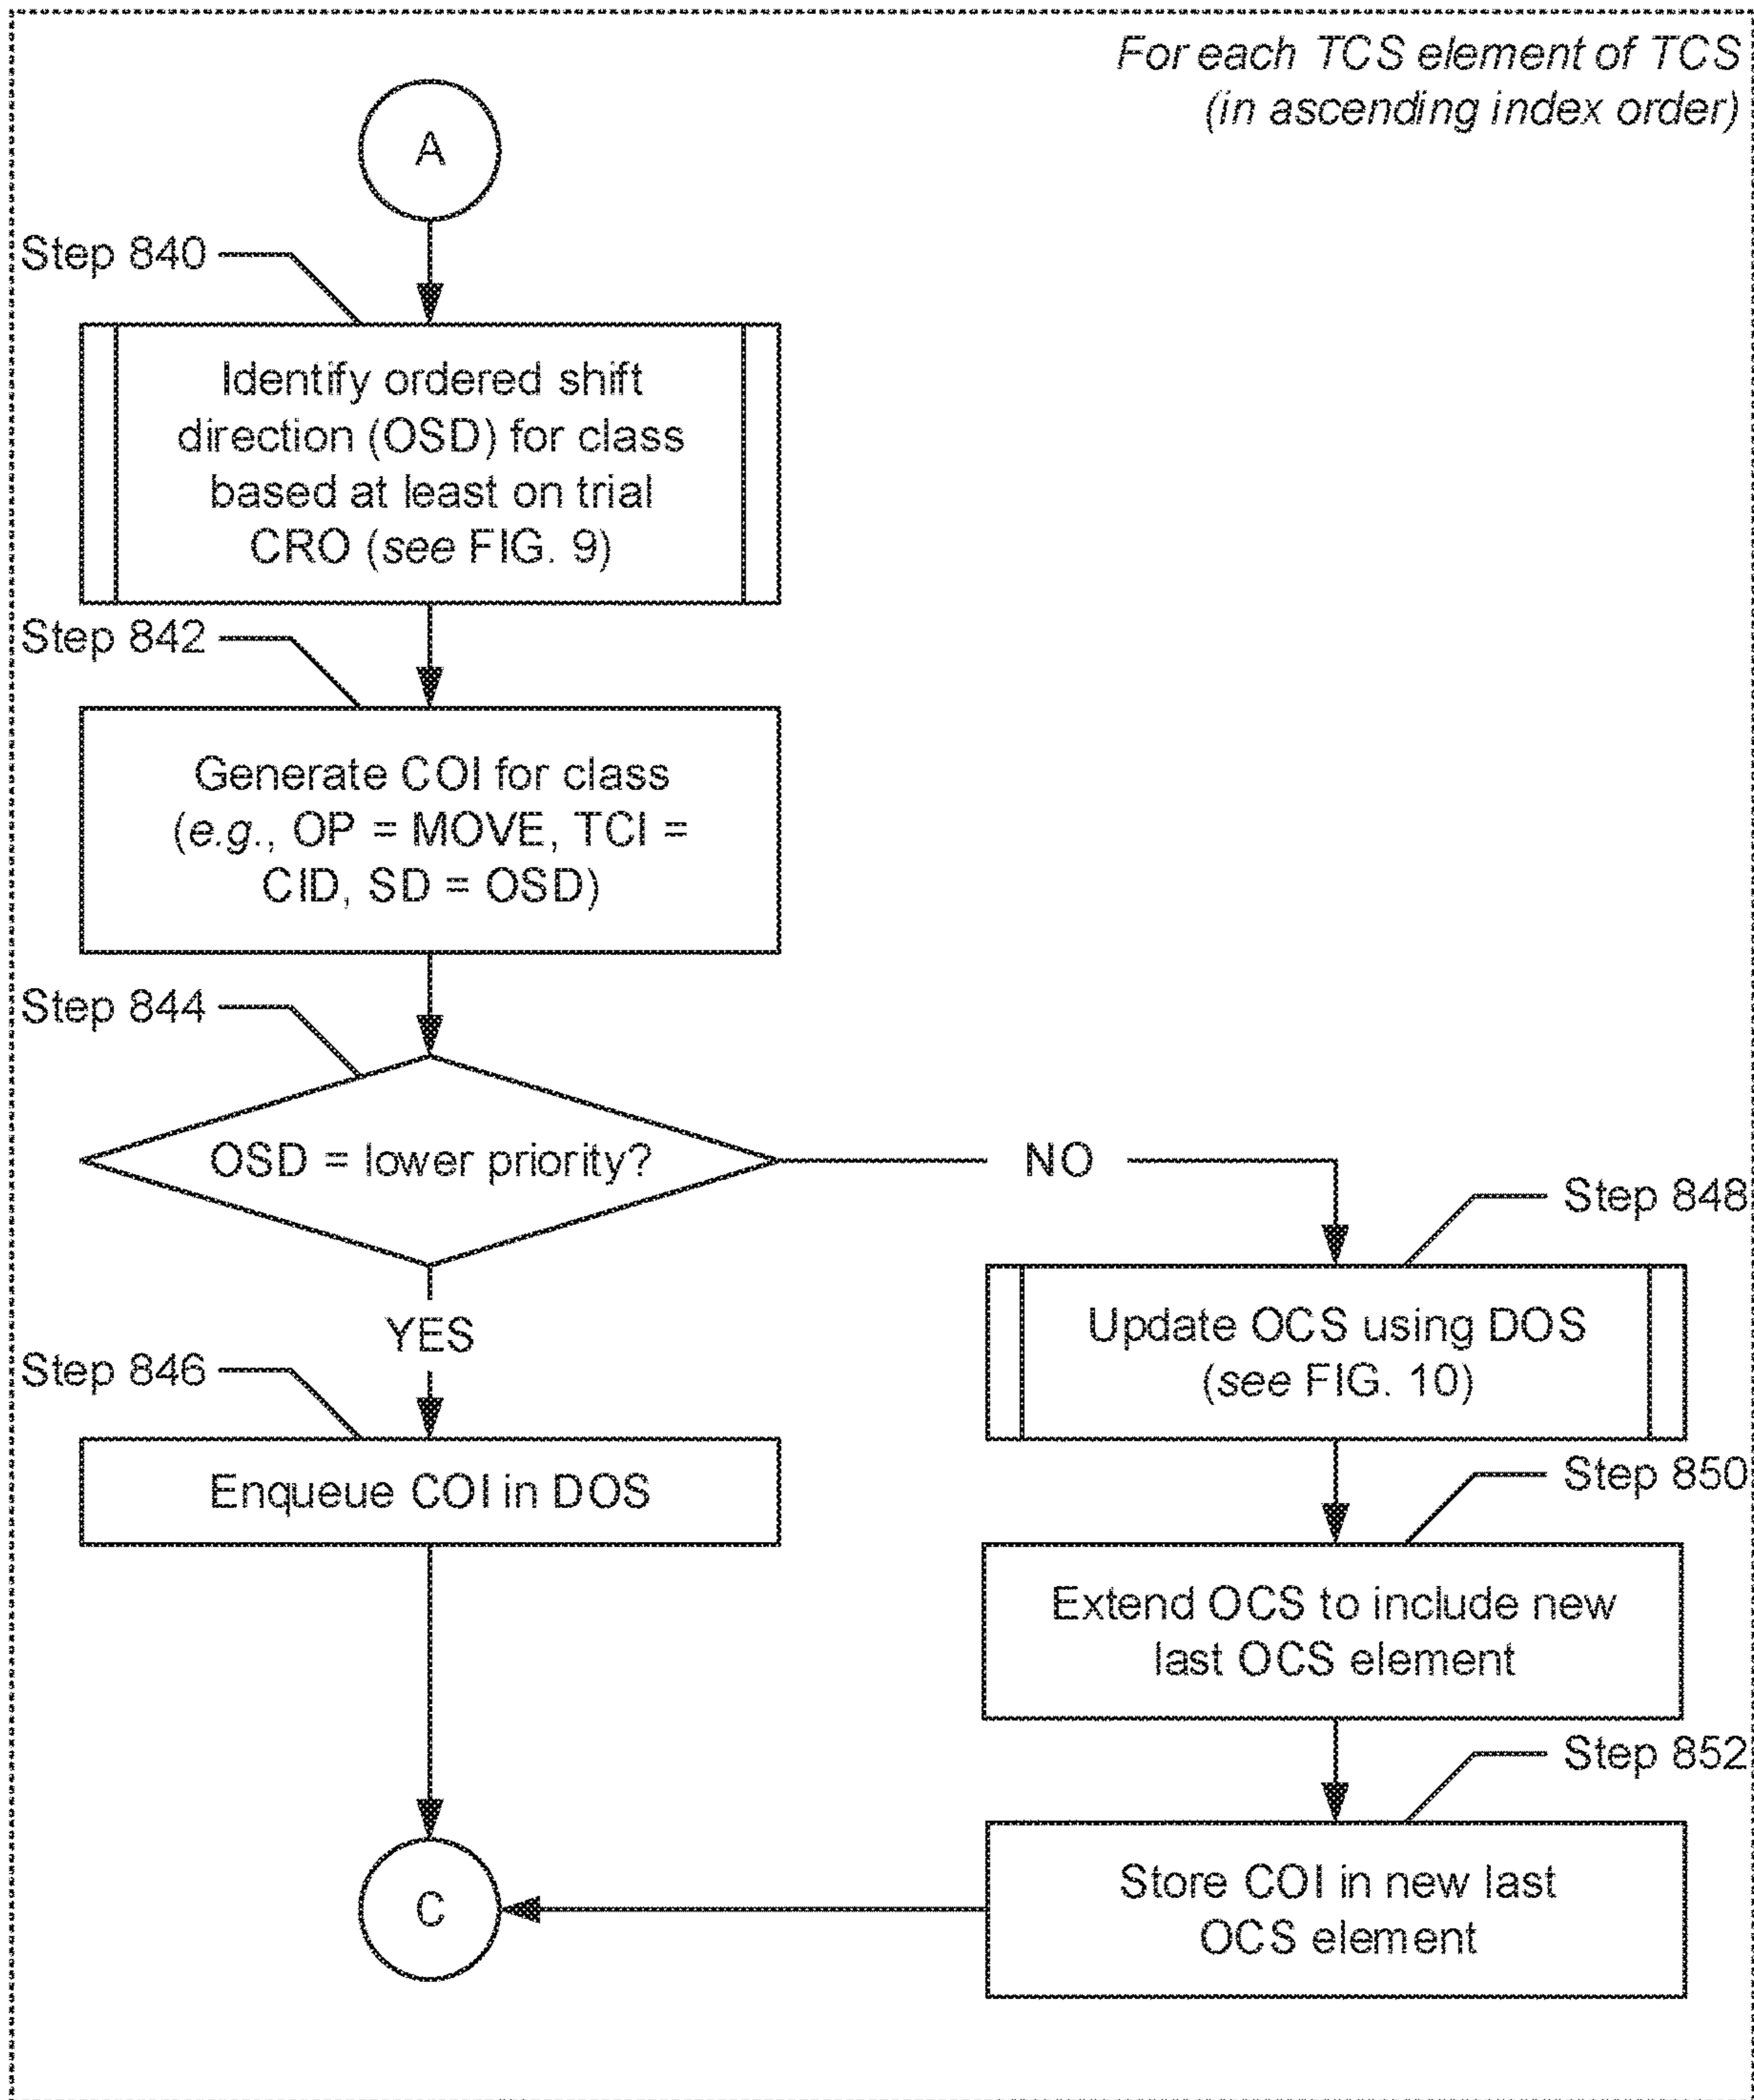 For each TCS element of TCS
(in ascending index order)
A
Step 840
Identify ordered shift
direction (OSD) for class
based at least on trial
CRO (see FIG. 9)
Step 842
Generate COI for class
(e.g., OP = MOVE, TCI =
CID, SD = OSD)
Step 844
OSD = lower priority?
NO
Step 848
Update OCS using DOS
(see FIG. 10)
YES
Step 846
Enqueue COI in DOS
Step 850
Extend OCS to include new
last OCS element
Step 852
Store COI in new last
OCS element
C